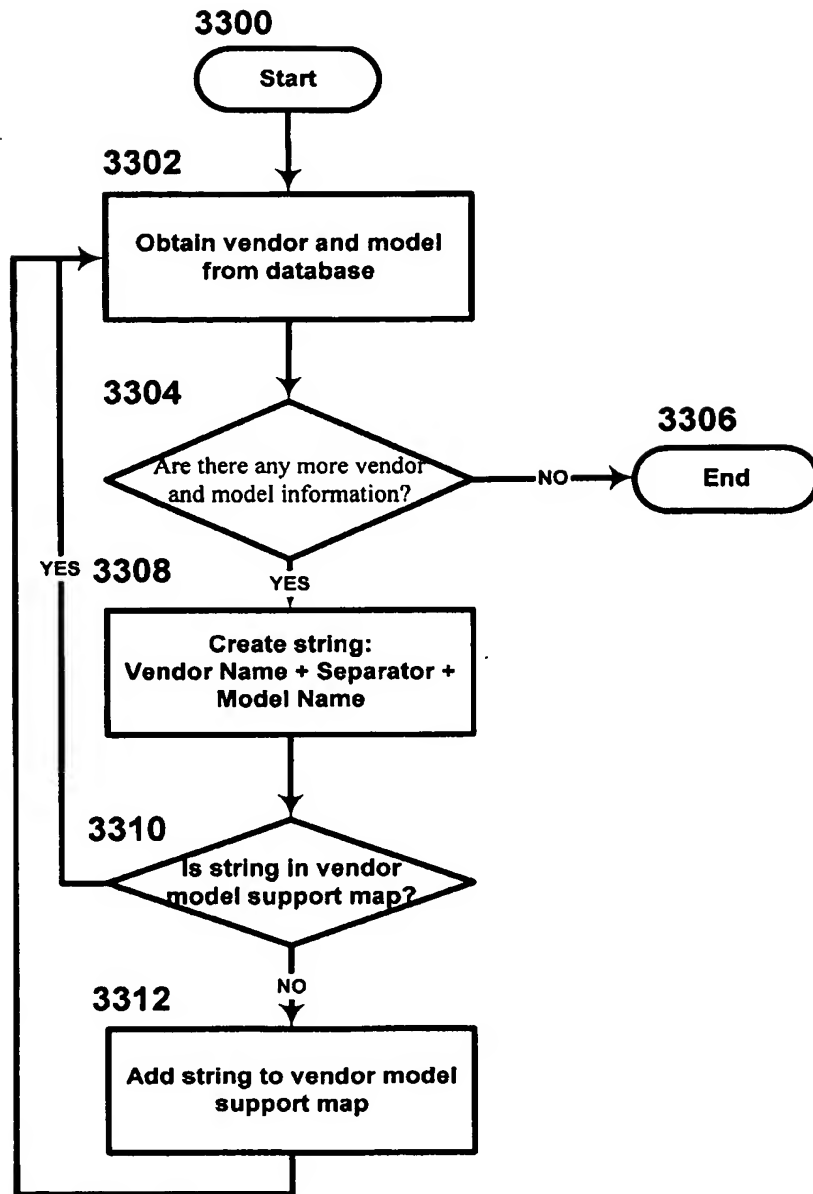 3300
Start
3302
Obtain vendor and model
from database
3304
Are there any more vendor
and model information?
NO
3306
End
YES
3308
YES
Create string:
Vendor Name + Separator +
Model Name
3310
Is string in vendor
model support map?
NO
3312
Add string to vendor model
support map